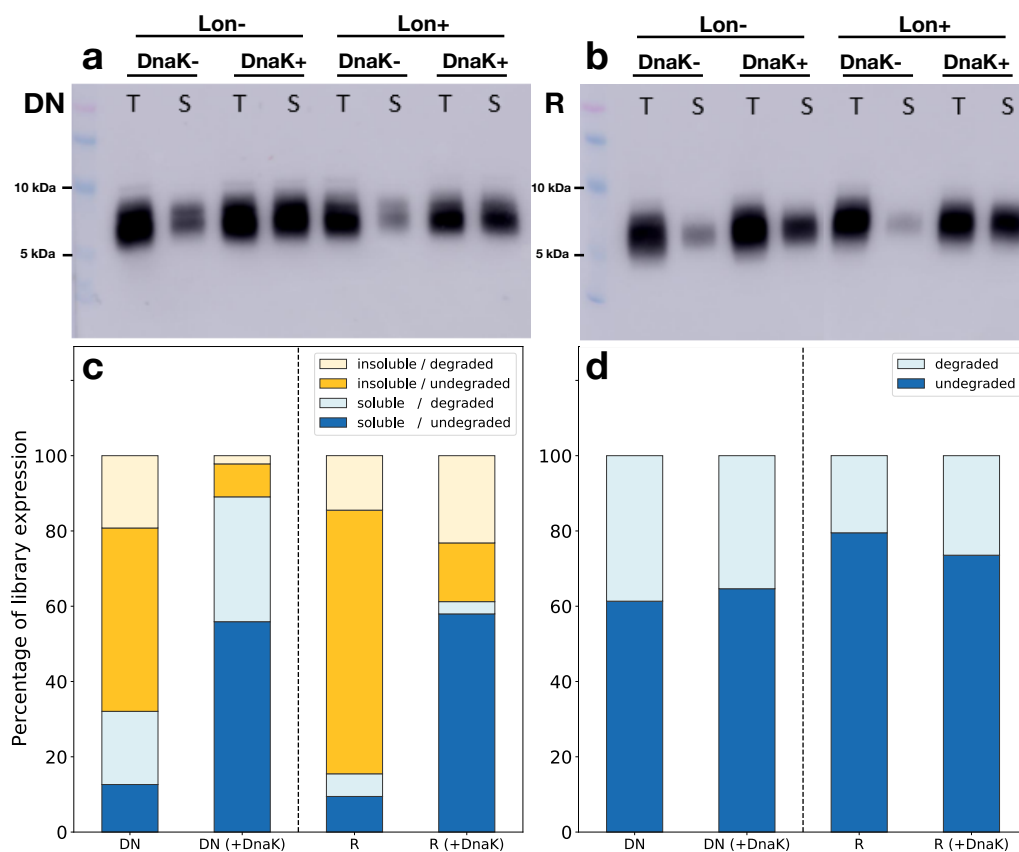 Lon- Lon+
a DnaK- DnaK+ DnaK- DnaK+
DN T S T S T S T S
10 kDa
5 kDa
Lon- Lon+
b DnaK- DnaK+ DnaK- DnaK+
R T S T S T S T S
10 kDa
5 kDa
c
insoluble / degraded
insoluble / undegraded
soluble / degraded
soluble / undegraded
Percentage of library expression
100
80
60
40
20
0
DN DN (+DnaK) R R (+DnaK)
d
degraded
undegraded
100
80
60
40
20
0
DN DN (+DnaK) R R (+DnaK)